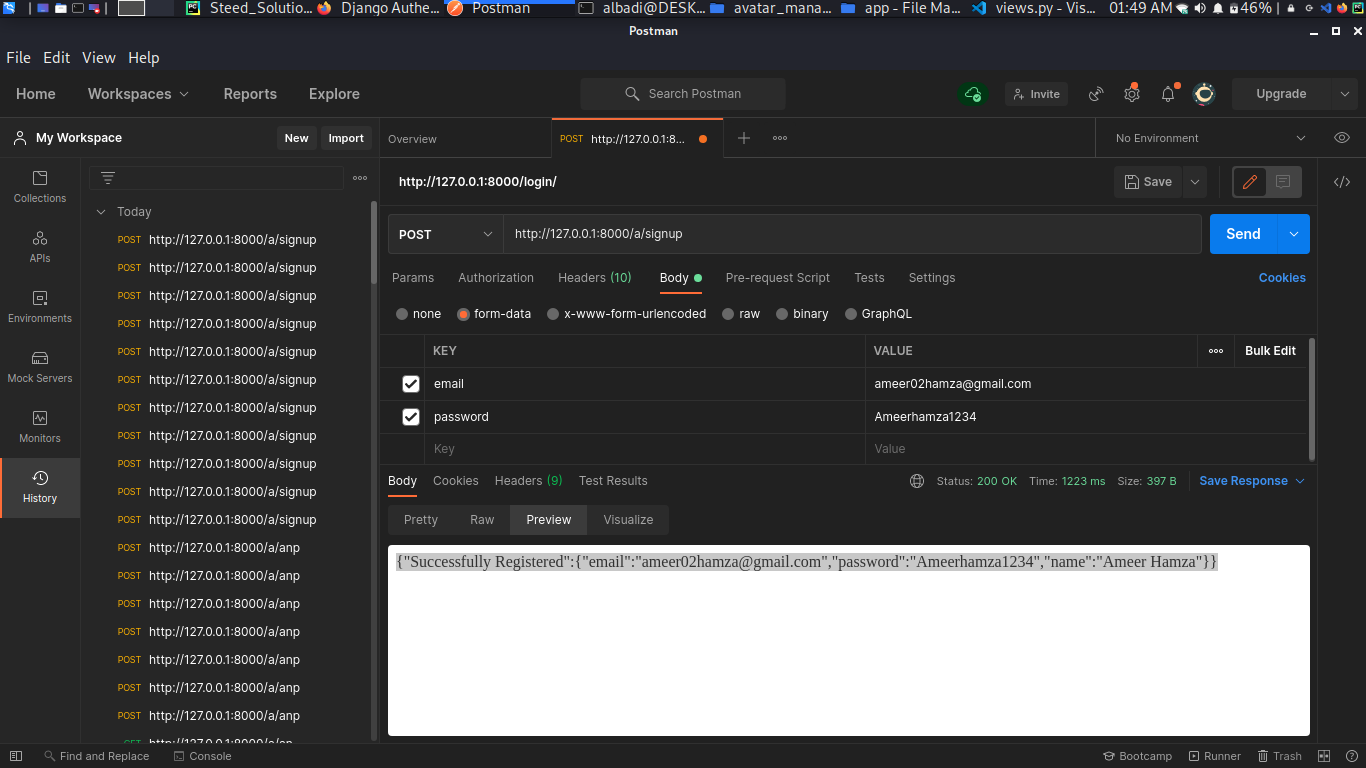 Steed_Solutio... Django Authe... Postman albadi@DESK... avatar_mana... app - File Ma... views.py - Vis... 01:49 AM 46%
Postman
File Edit View Help
Home Workspaces Reports Explore Search Postman Invite Upgrade
My Workspace New Import Overview POST http://127.0.0.1:8... No Environment
Collections
APIs
Environments
Mock Servers
Monitors
History
Today
POST http://127.0.0.1:8000/a/signup
POST http://127.0.0.1:8000/a/signup
POST http://127.0.0.1:8000/a/signup
POST http://127.0.0.1:8000/a/signup
POST http://127.0.0.1:8000/a/signup
POST http://127.0.0.1:8000/a/signup
POST http://127.0.0.1:8000/a/signup
POST http://127.0.0.1:8000/a/signup
POST http://127.0.0.1:8000/a/signup
POST http://127.0.0.1:8000/a/signup
POST http://127.0.0.1:8000/a/signup
POST http://127.0.0.1:8000/a/anp
POST http://127.0.0.1:8000/a/anp
POST http://127.0.0.1:8000/a/anp
POST http://127.0.0.1:8000/a/anp
POST http://127.0.0.1:8000/a/anp
POST http://127.0.0.1:8000/a/anp
POST http://127.0.0.1:8000/a/anp
GET http://127.0.0.1:8000/a/anp
http://127.0.0.1:8000/login/ Save
POST http://127.0.0.1:8000/a/signup Send
Params Authorization Headers (10) Body Pre-request Script Tests Settings Cookies
none form-data x-www-form-urlencoded raw binary GraphQL
KEY VALUE Bulk Edit
email ameer02hamza@gmail.com
password Ameerhamza1234
Key Value
Body Cookies Headers (9) Test Results Status: 200 OK Time: 1223 ms Size: 397 B Save Response
Pretty Raw Preview Visualize
{"Successfully Registered":{"email":"ameer02hamza@gmail.com","password":"Ameerhamza1234","name":"Ameer Hamza"}}
Find and Replace Console Bootcamp Runner Trash